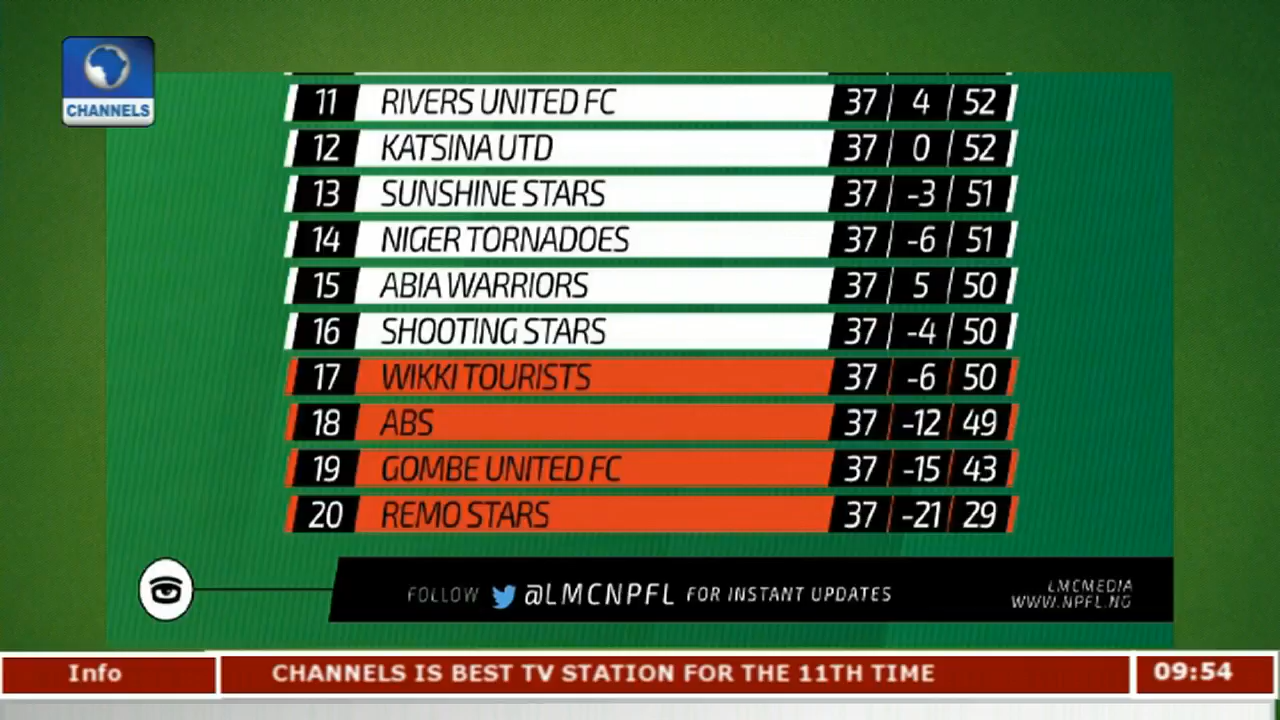 CHANNELS
11 RIVERS UNITED FC 37 4 52
12 KATSINA UTD 37 0 52
13 SUNSHINE STARS 37 -3 51
14 NIGER TORNADOES 37 -6 51
15 ABIA WARRIORS 37 5 50
16 SHOOTING STARS 37 -4 50
17 WIKKI TOURISTS 37 -6 50
18 ABS 37 -12 49
19 GOMBE UNITED FC 37 -15 43
20 REMO STARS 37 -21 29
FOLLOW @LMCNPFL FOR INSTANT UPDATES
LMCMEDIA
WWW.NPFL.NG
Info CHANNELS IS BEST TV STATION FOR THE 11TH TIME 09:54